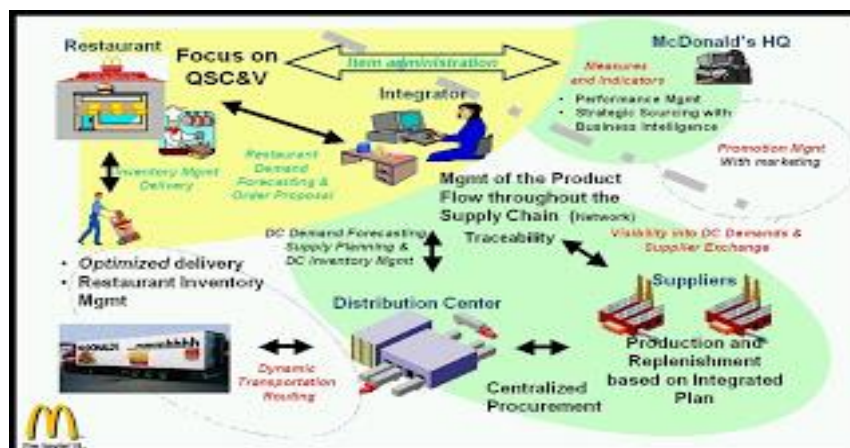 Restaurant
Focus on
QSC&V
Item administration
McDonald's HQ
Measures
and Indicators
• Performance Mgmt
• Strategic Sourcing with
Business Intelligence
Integrator
Promotion Mgmt
With marketing
Inventory Mgmt
Delivery
Restaurant
Demand
Forecasting &
Order Proposal
Mgmt of the Product
Flow throughout the
Supply Chain (Network)
Traceability
DC Demand Forecasting
Supply Planning &
DC Inventory Mgmt
Visibility into DC Demands &
Supplier Exchange
• Optimized delivery
• Restaurant Inventory
Mgmt
Suppliers
Distribution Center
Dynamic
Transportation
Routing
Centralized
Procurement
Production and
Replenishment
based on Integrated
Plan